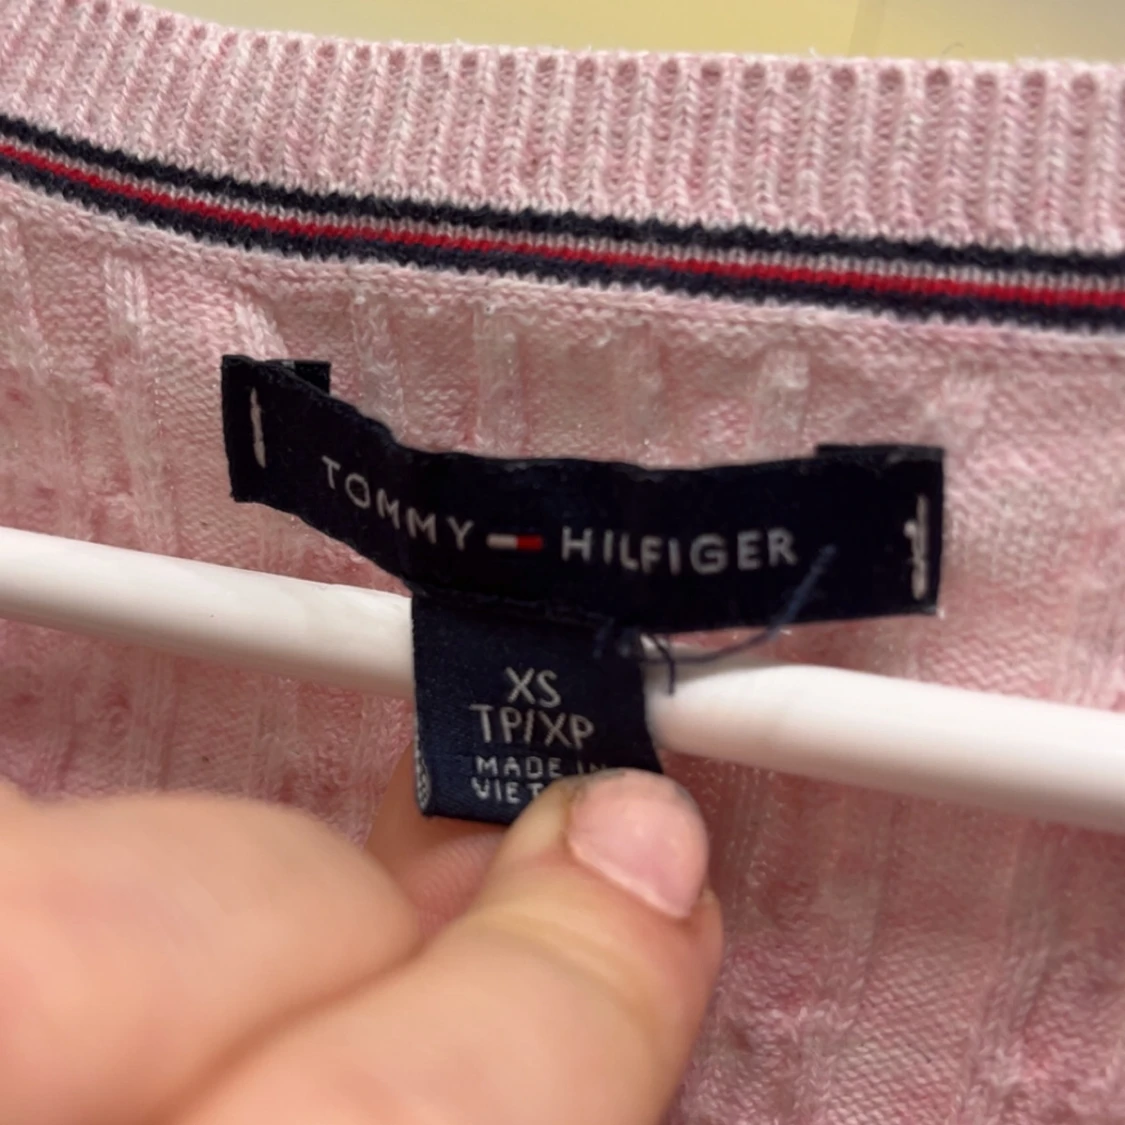 TOMMY HILFIGER
XS
TP/XP
MADE IN